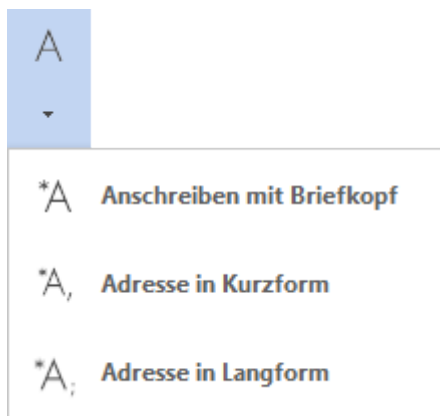 A
*A Anschreiben mit Briefkopf
*A, Adresse in Kurzform
*A; Adresse in Langform